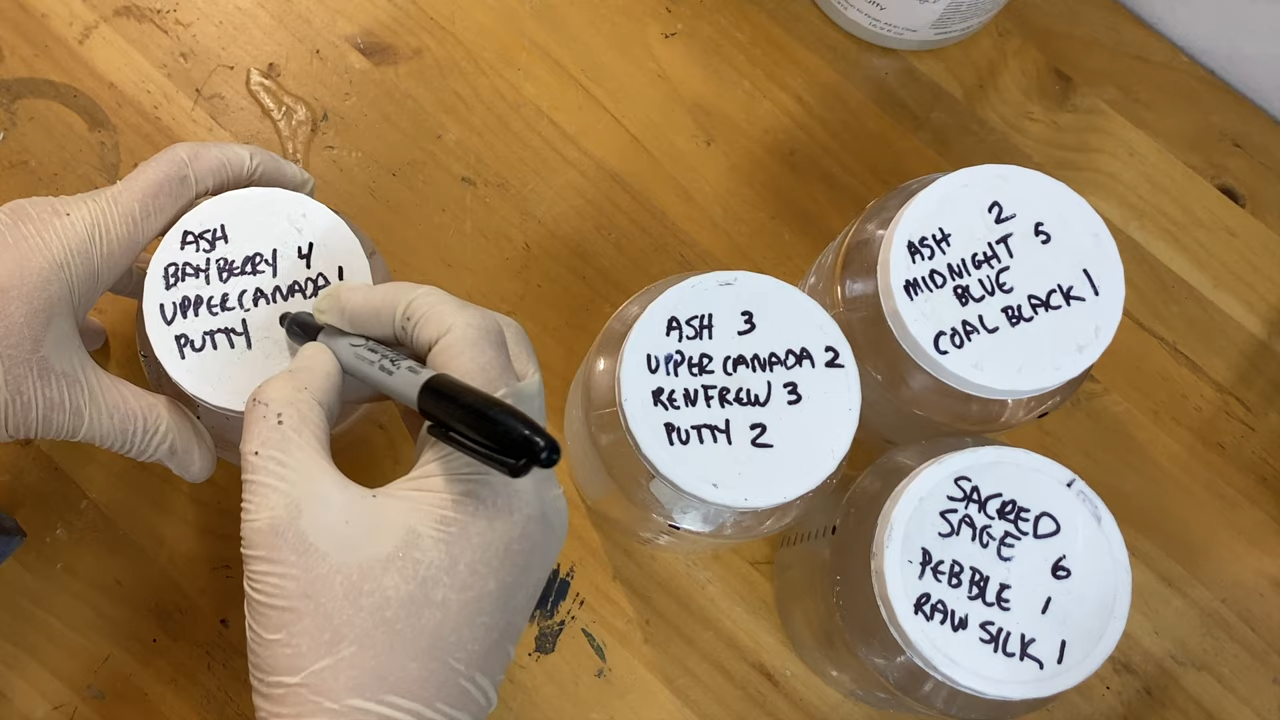 ASH
BAYBERRY 4
UPPER CANADA 1
PUTTY
ASH 3
UPPER CANADA 2
RENFREW 3
PUTTY 2
ASH 2
MIDNIGHT 5
BLUE
COAL BLACK 1
SACRED
SAGE 6
PEBBLE 1
RAW SILK 1
Sharpie